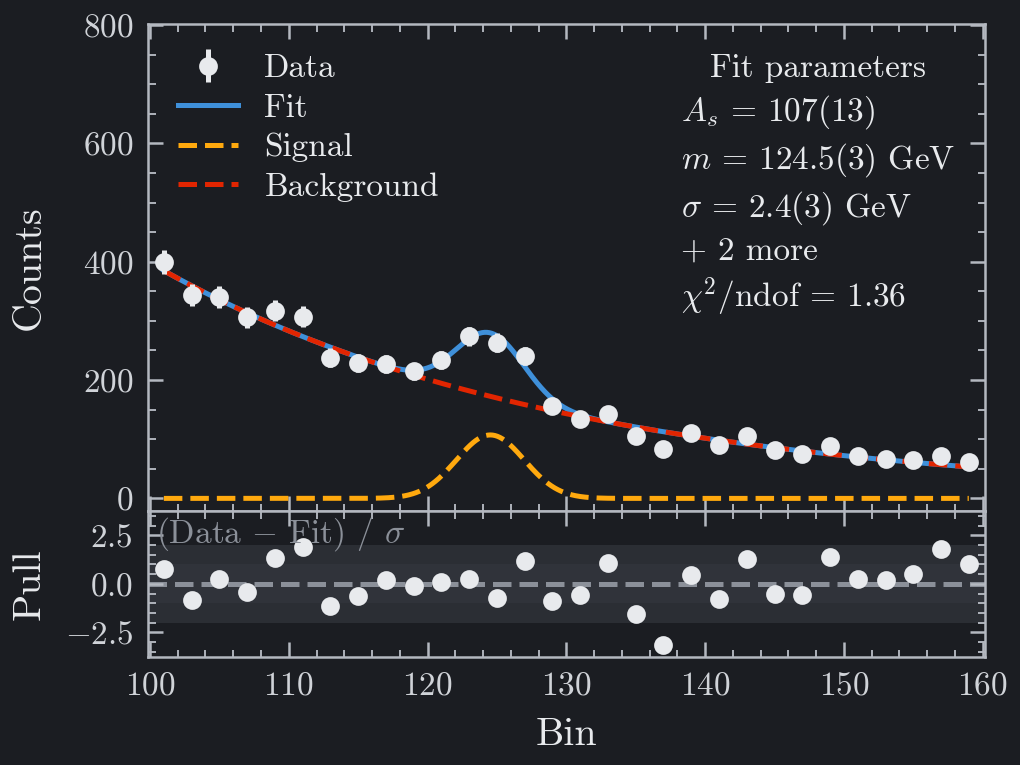 800
600
400
200
0
Counts
Data
Fit
Signal
Background
Fit parameters
A_s = 107(13)
m = 124.5(3) GeV
σ = 2.4(3) GeV
+ 2 more
χ²/ndof = 1.36
(Data − Fit) / σ
2.5
0.0
−2.5
Pull
100 110 120 130 140 150 160
Bin